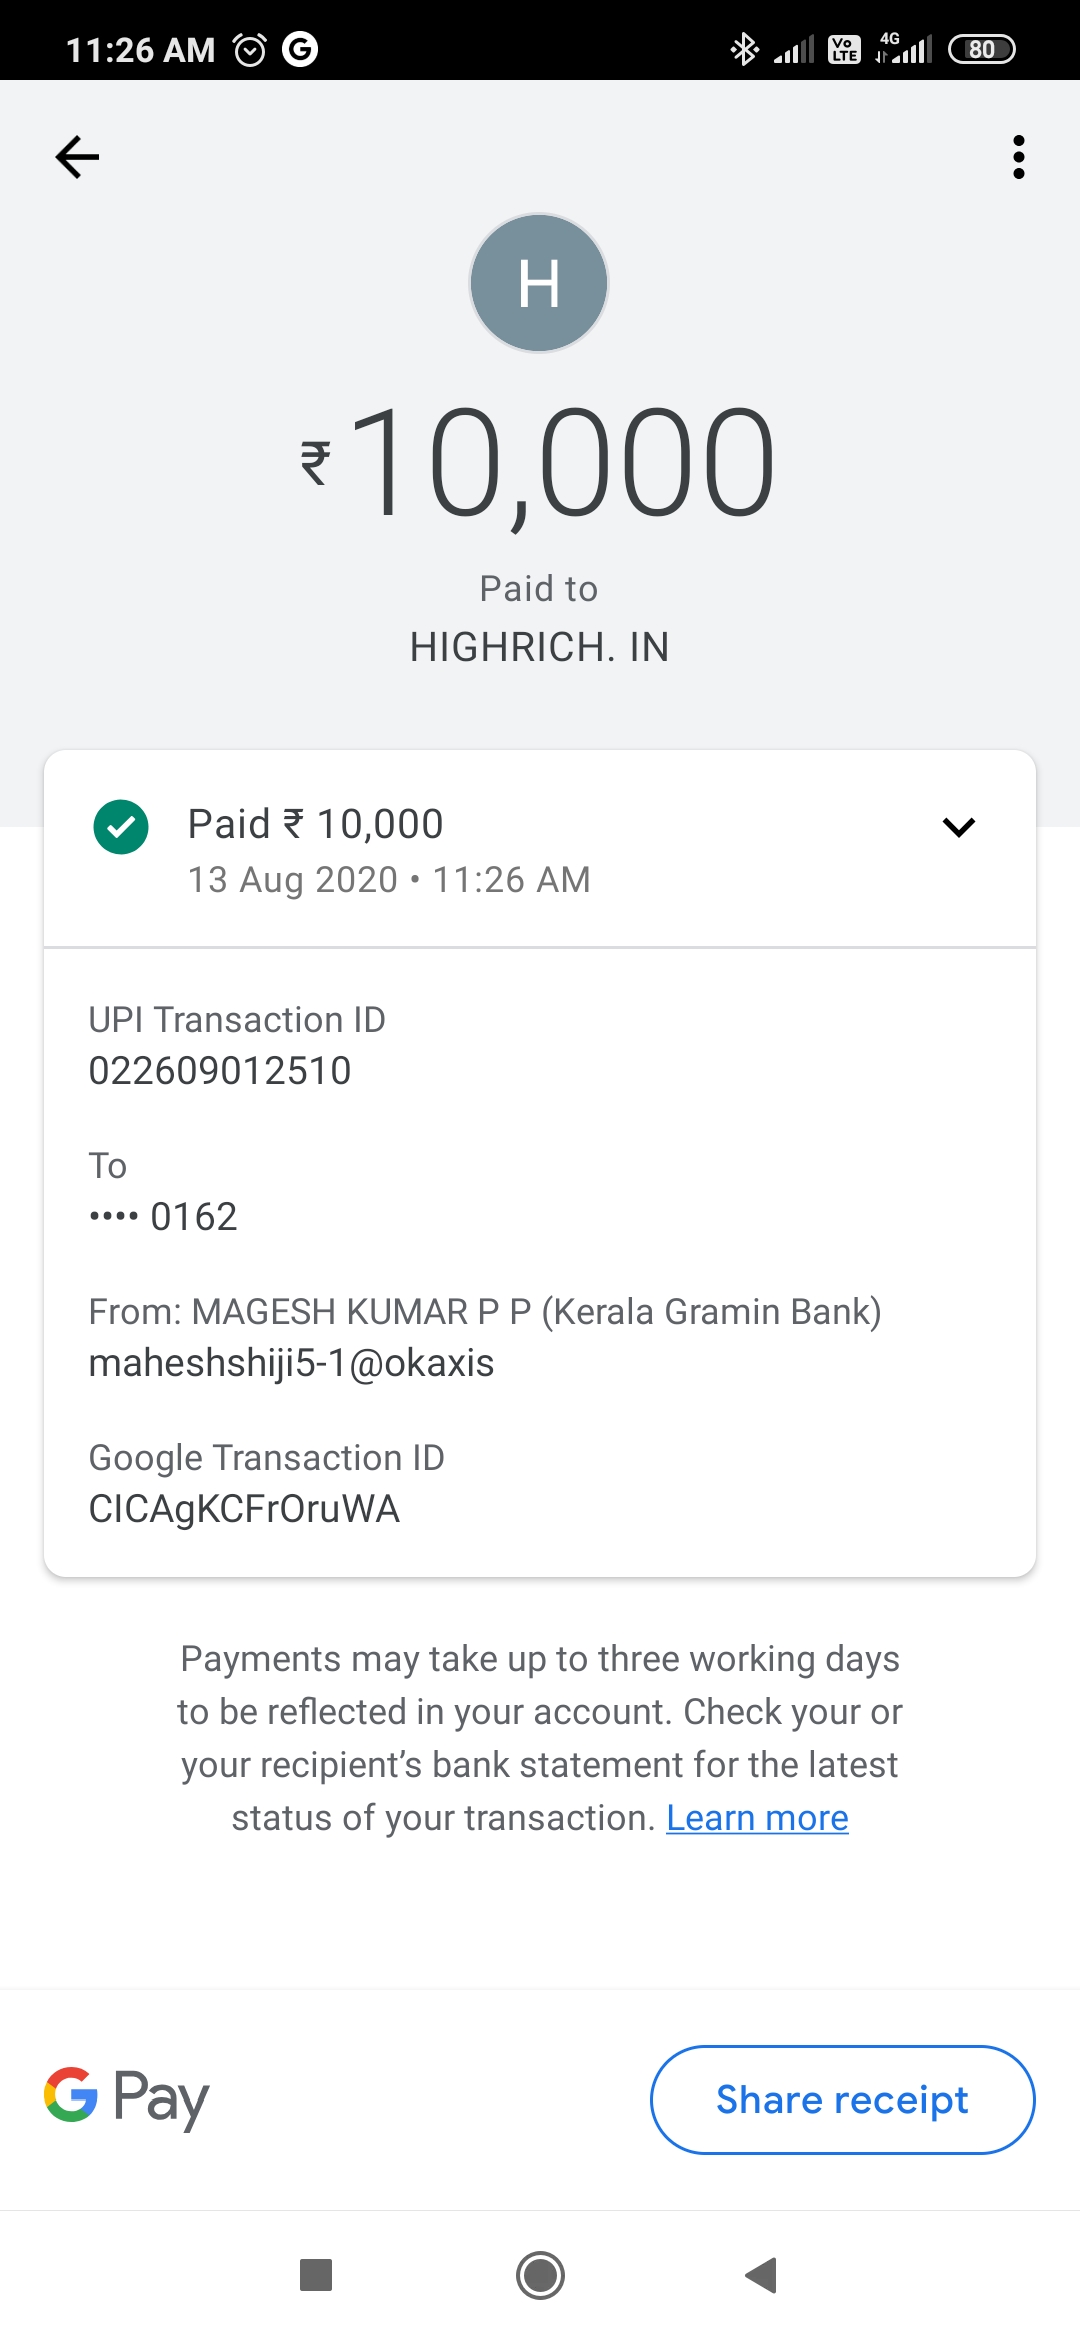 11:26 AM
Vo LTE 4G 80
H
₹10,000
Paid to
HIGHRICH. IN
Paid ₹ 10,000
13 Aug 2020 • 11:26 AM
UPI Transaction ID
022609012510
To
•••• 0162
From: MAGESH KUMAR P P (Kerala Gramin Bank)
maheshshiji5-1@okaxis
Google Transaction ID
CICAgKCFrOruWA
Payments may take up to three working days
to be reflected in your account. Check your or
your recipient’s bank statement for the latest
status of your transaction. Learn more
G Pay
Share receipt